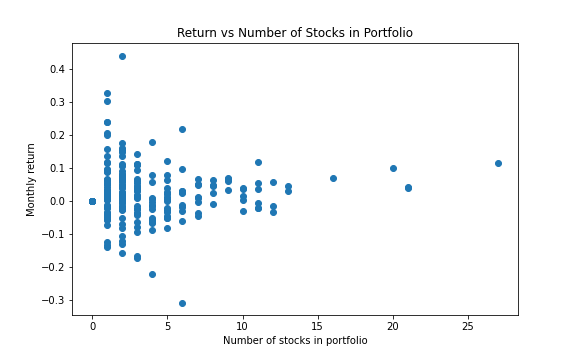 Return vs Number of Stocks in Portfolio
0.4
0.3
0.2
0.1
0.0
−0.1
−0.2
−0.3
Monthly return
0 5 10 15 20 25
Number of stocks in portfolio